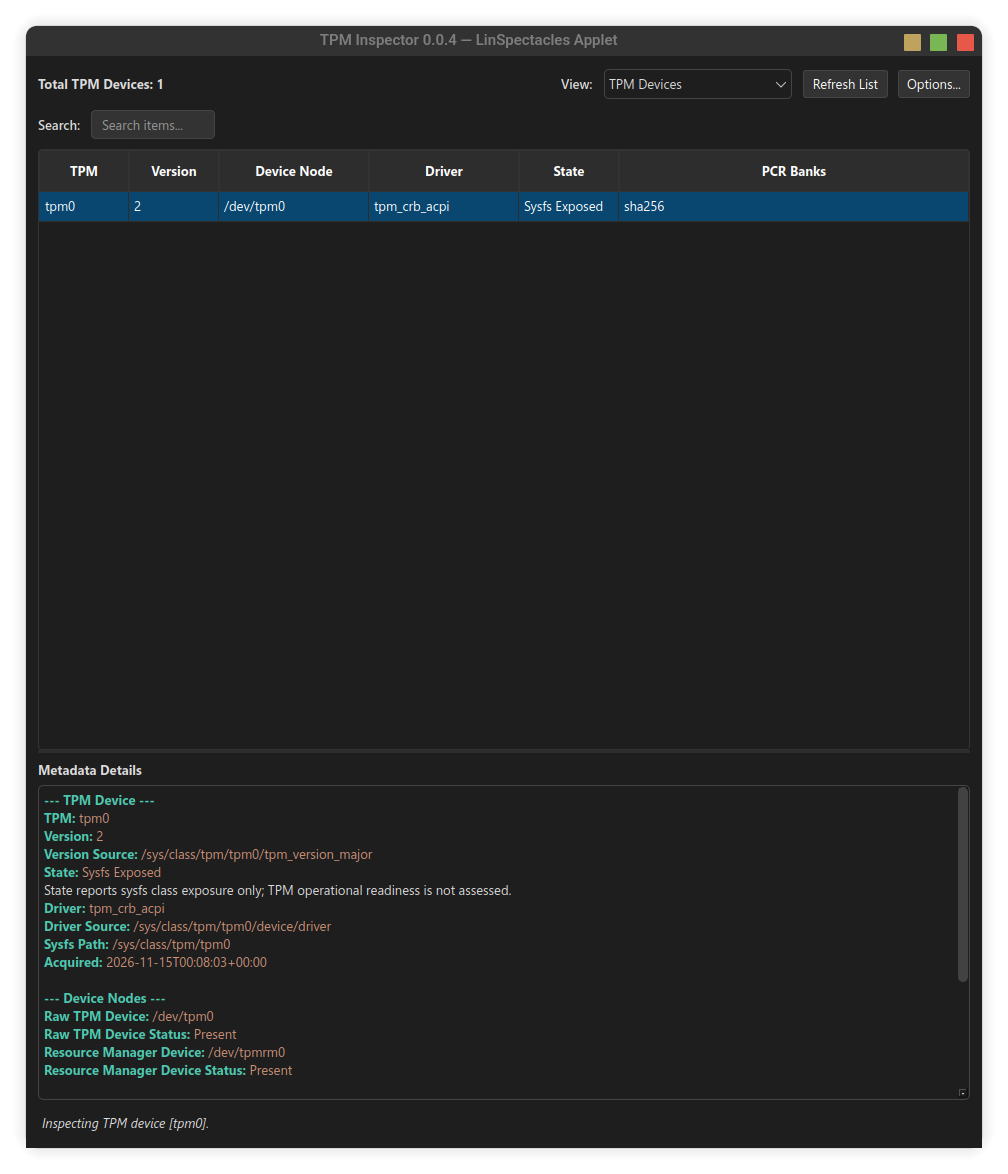 TPM Inspector 0.0.4 — LinSpectacles Applet
Total TPM Devices: 1 View: TPM Devices Refresh List Options...
Search: Search items...
TPM Version Device Node Driver State PCR Banks
tpm0 2 /dev/tpm0 tpm_crb_acpi Sysfs Exposed sha256
Metadata Details
--- TPM Device ---
TPM: tpm0
Version: 2
Version Source: /sys/class/tpm/tpm0/tpm_version_major
State: Sysfs Exposed
State reports sysfs class exposure only; TPM operational readiness is not assessed.
Driver: tpm_crb_acpi
Driver Source: /sys/class/tpm/tpm0/device/driver
Sysfs Path: /sys/class/tpm/tpm0
Acquired: 2026-11-15T00:08:03+00:00
--- Device Nodes ---
Raw TPM Device: /dev/tpm0
Raw TPM Device Status: Present
Resource Manager Device: /dev/tpmrm0
Resource Manager Device Status: Present
Inspecting TPM device [tpm0].